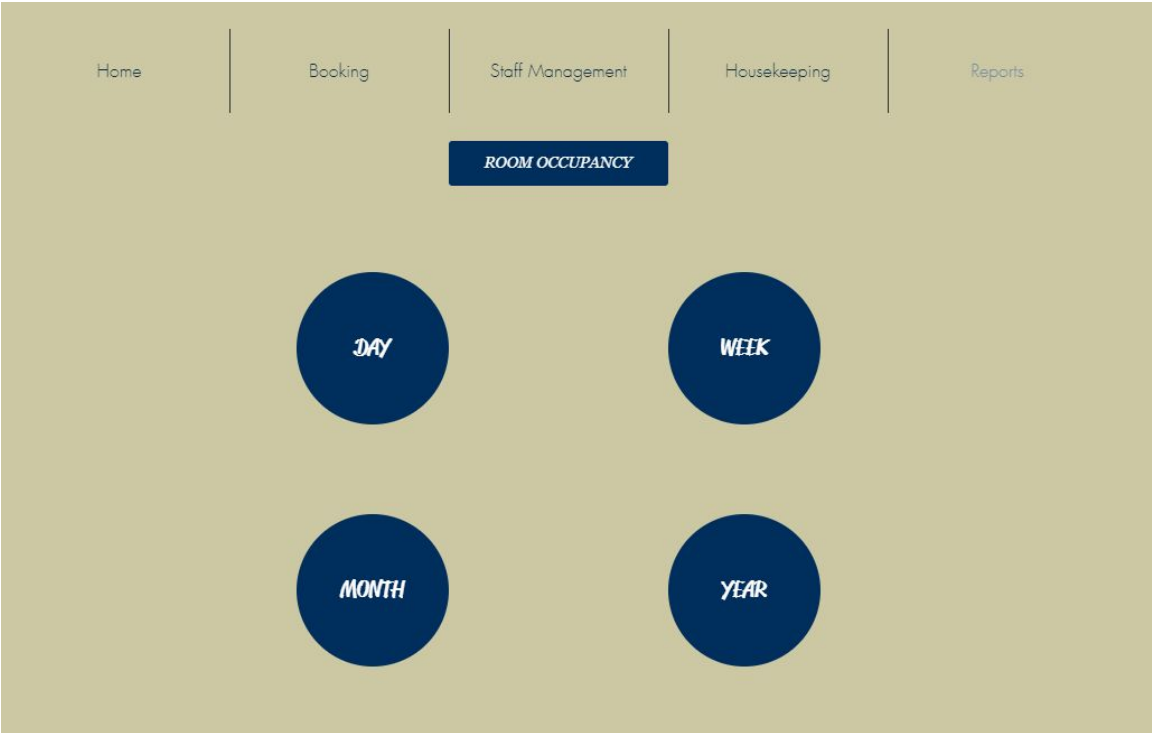 Home Booking Staff Management Housekeeping Reports
ROOM OCCUPANCY
DAY WEEK
MONTH YEAR